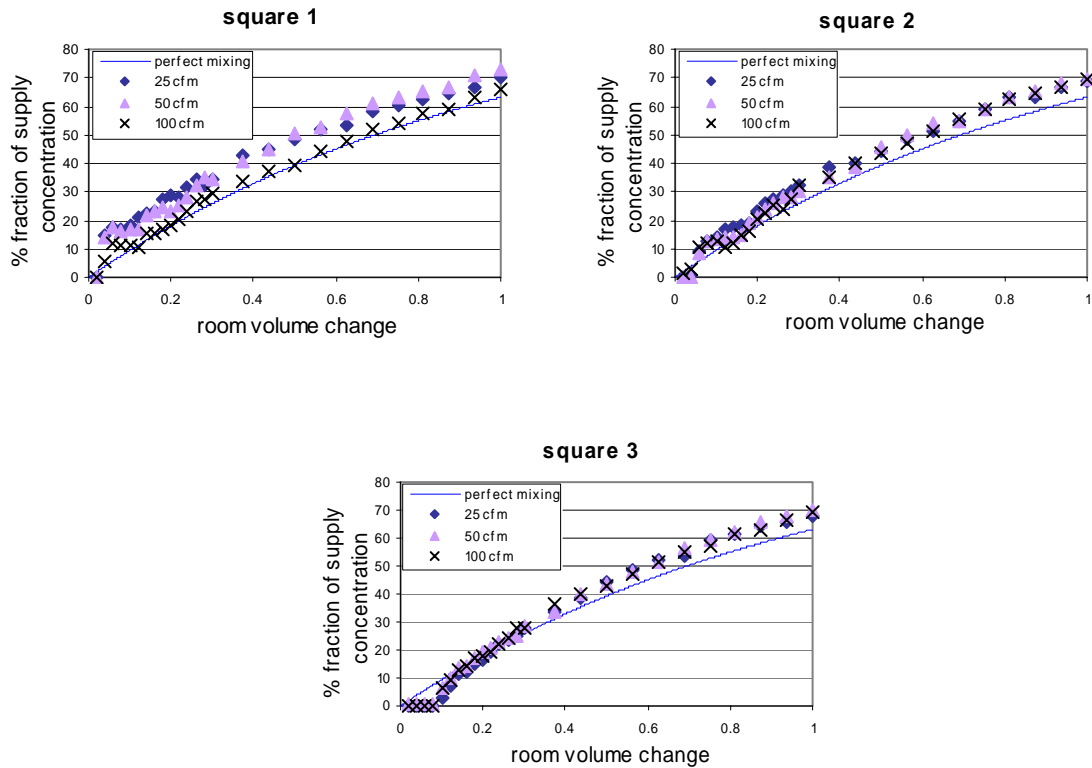 square 1
% fraction of supply
concentration
80
70
60
50
40
30
20
10
0
perfect mixing
25 cfm
50 cfm
100 cfm
0
0.2
0.4
0.6
0.8
1
room volume change
square 2
% fraction of supply
concentration
80
70
60
50
40
30
20
10
0
perfect mixing
25 cfm
50 cfm
100 cfm
0
0.2
0.4
0.6
0.8
1
room volume change
square 3
% fraction of supply
concentration
80
70
60
50
40
30
20
10
0
perfect mixing
25 cfm
50 cfm
100 cfm
0
0.2
0.4
0.6
0.8
1
room volume change